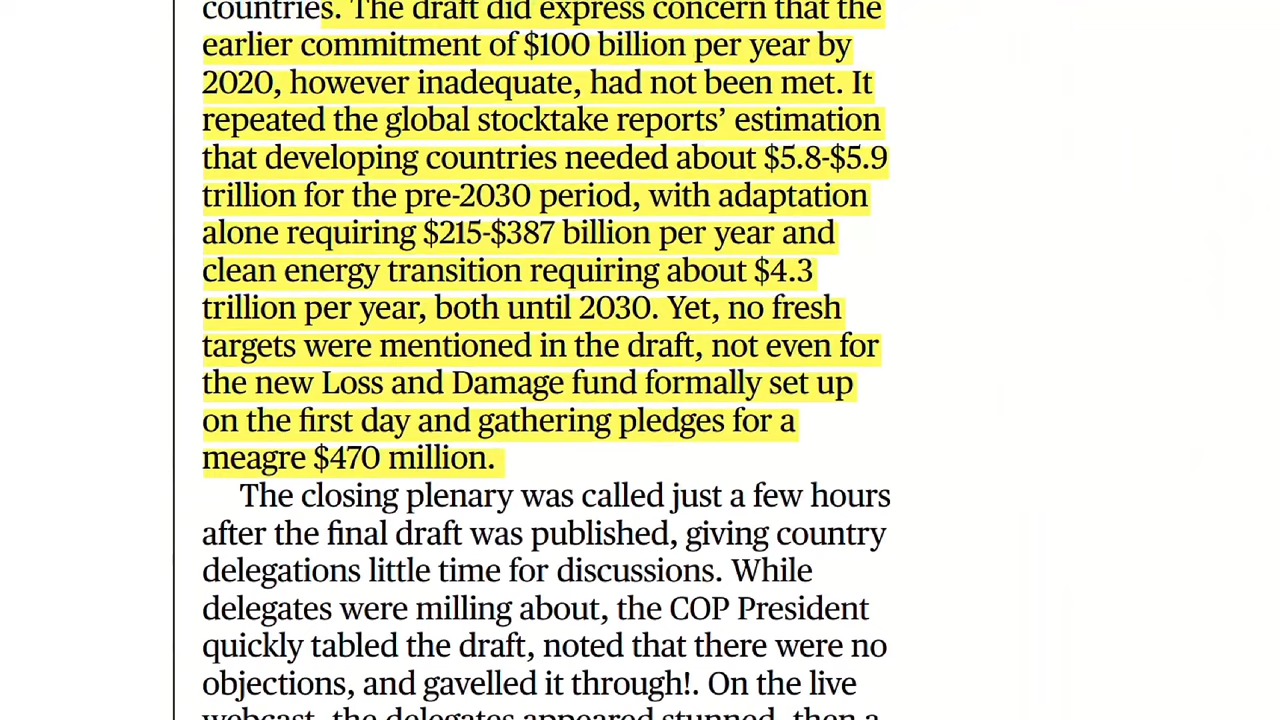 countries. The draft did express concern that the
earlier commitment of $100 billion per year by
2020, however inadequate, had not been met. It
repeated the global stocktake reports’ estimation
that developing countries needed about $5.8-$5.9
trillion for the pre-2030 period, with adaptation
alone requiring $215-$387 billion per year and
clean energy transition requiring about $4.3
trillion per year, both until 2030. Yet, no fresh
targets were mentioned in the draft, not even for
the new Loss and Damage fund formally set up
on the first day and gathering pledges for a
meagre $470 million.
The closing plenary was called just a few hours
after the final draft was published, giving country
delegations little time for discussions. While
delegates were milling about, the COP President
quickly tabled the draft, noted that there were no
objections, and gavelled it through!. On the live
webcast, the delegates appeared stunned, then a